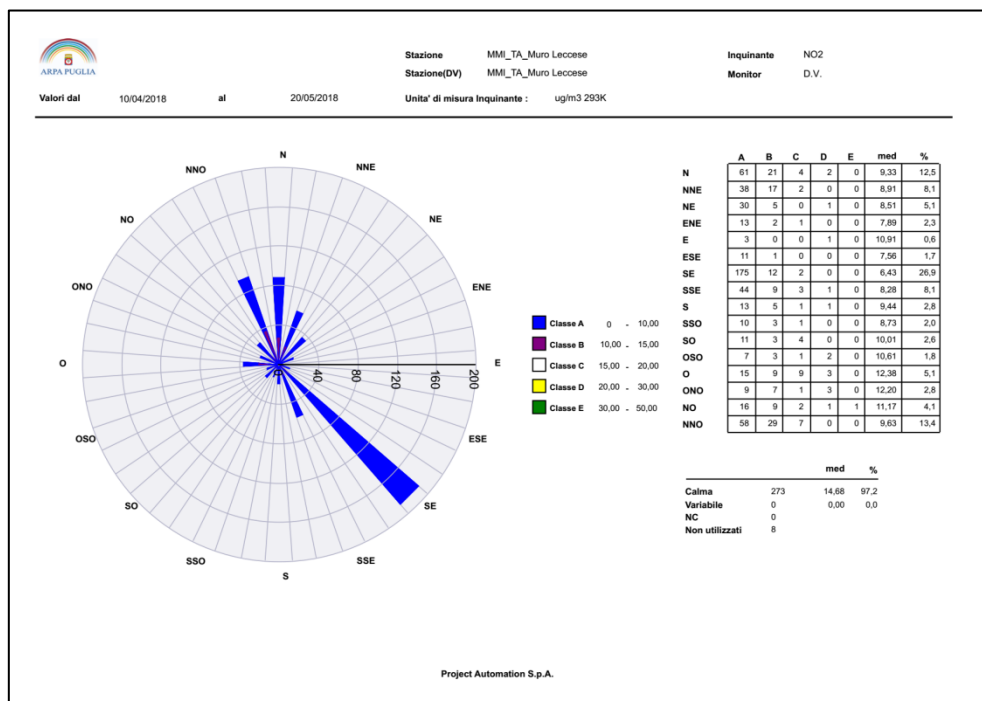 ARPA PUGLIA
Stazione MMI_TA_Muro Leccese Inquinante NO2
Stazione(DV) MMI_TA_Muro Leccese Monitor D.V.
Valori dal 10/04/2018 al 20/05/2018 Unita' di misura Inquinante : ug/m3 293K
N
NNE
NE
ENE
E
ESE
SE
SSE
S
SSO
SO
OSO
O
ONO
NO
NNO
0 40 80 120 160 200
Classe A 0 - 10,00
Classe B 10,00 - 15,00
Classe C 15,00 - 20,00
Classe D 20,00 - 30,00
Classe E 30,00 - 50,00
A B C D E med %
N 61 21 4 2 0 9,33 12,5
NNE 38 17 2 0 0 8,91 8,1
NE 30 5 0 1 0 8,51 5,1
ENE 13 2 1 0 0 7,89 2,3
E 3 0 0 1 0 10,91 0,6
ESE 11 1 0 0 0 7,56 1,7
SE 175 12 2 0 0 6,43 26,9
SSE 44 9 3 1 0 8,28 8,1
S 13 5 1 1 0 9,44 2,8
SSO 10 3 1 0 0 8,73 2,0
SO 11 3 4 0 0 10,01 2,6
OSO 7 3 1 2 0 10,61 1,8
O 15 9 9 3 0 12,38 5,1
ONO 9 7 1 3 0 12,20 2,8
NO 16 9 2 1 1 11,17 4,1
NNO 58 29 7 0 0 9,63 13,4
med %
Calma 273 14,68 97,2
Variabile 0 0,00 0,0
NC 0
Non utilizzati 8
Project Automation S.p.A.